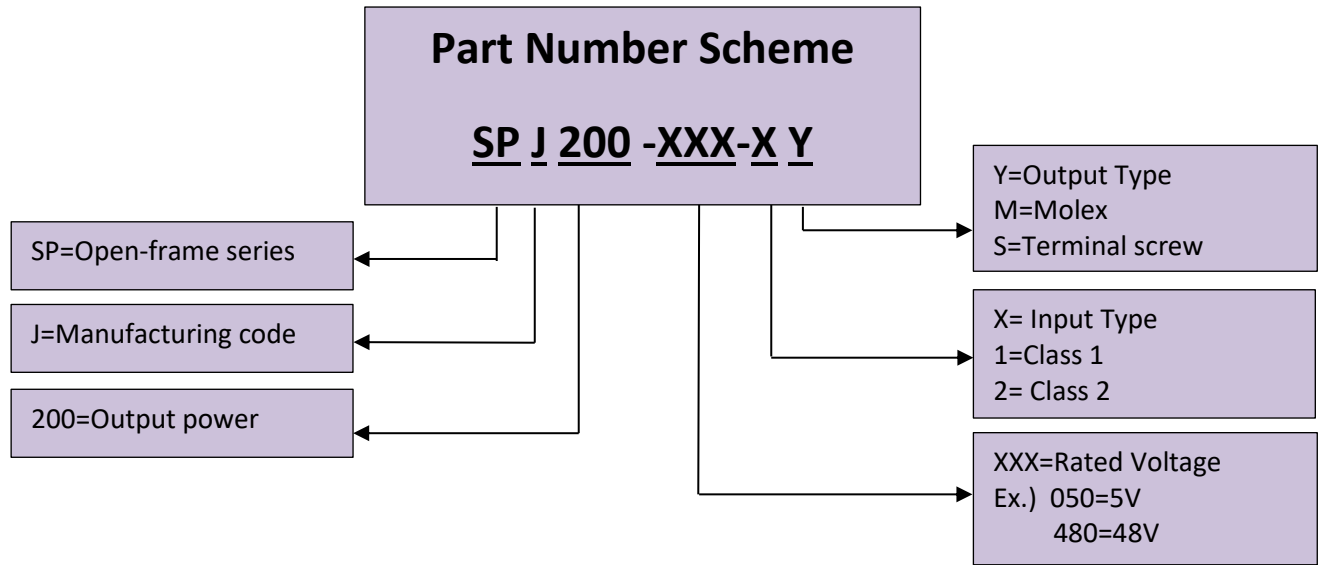 Part Number Scheme
SP J 200 -XXX-X Y
SP=Open-frame series
J=Manufacturing code
200=Output power
Y=Output Type
M=Molex
S=Terminal screw
X= Input Type
1=Class 1
2= Class 2
XXX=Rated Voltage
Ex.) 050=5V
480=48V